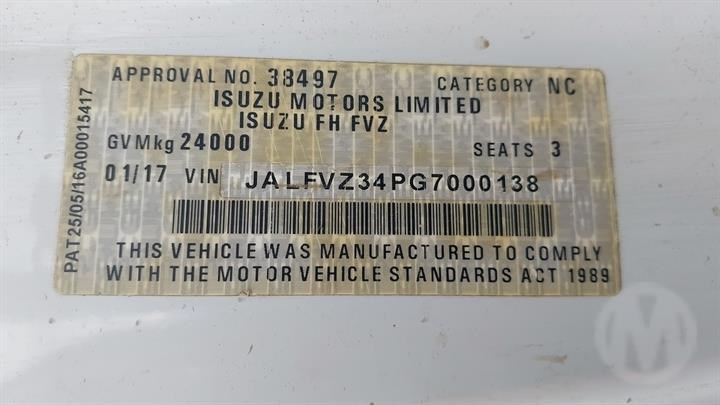 APPROVAL NO. 38497 CATEGORY NC
ISUZU MOTORS LIMITED
ISUZU FH FVZ
GVMkg 24000 SEATS 3
01/17 VIN JALFVZ34PG7000138
THIS VEHICLE WAS MANUFACTURED TO COMPLY
WITH THE MOTOR VEHICLE STANDARDS ACT 1989
PAT25/05/16A00015417
M